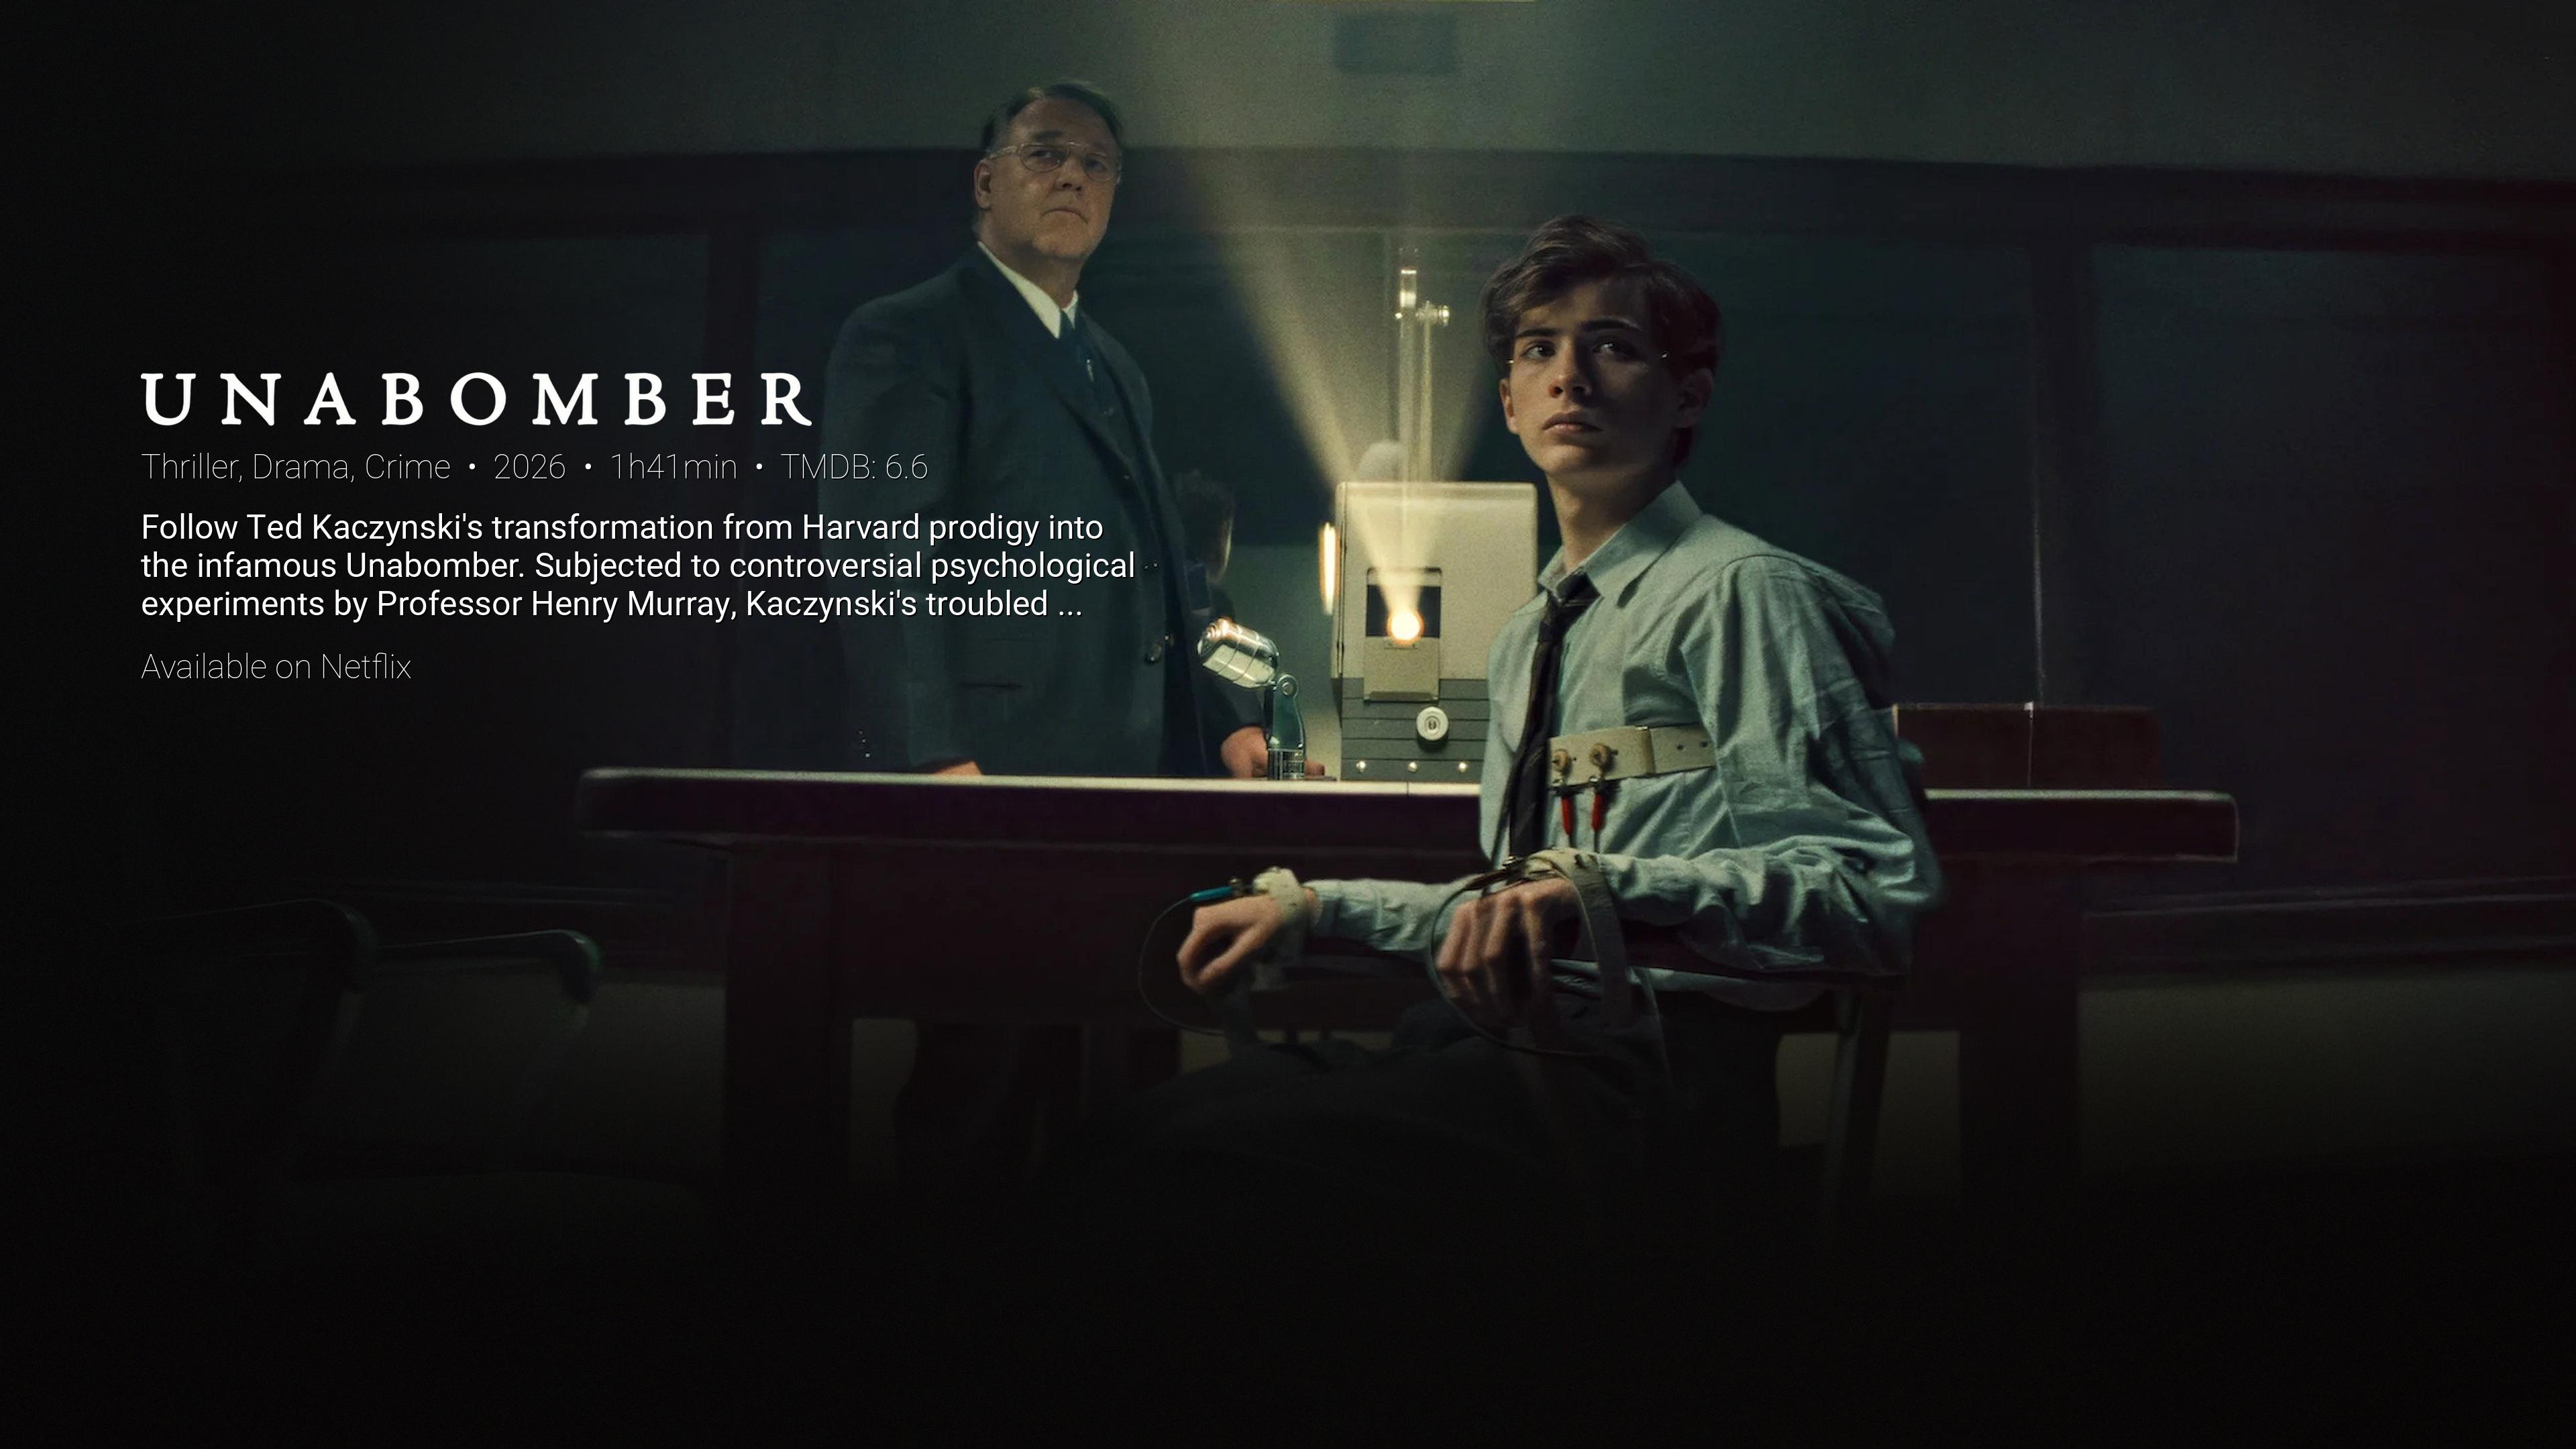 UNABOMBER
Thriller, Drama, Crime • 2026 • 1h41min • TMDB: 6.6
Follow Ted Kaczynski's transformation from Harvard prodigy into
the infamous Unabomber. Subjected to controversial psychological
experiments by Professor Henry Murray, Kaczynski's troubled ...
Available on Netflix